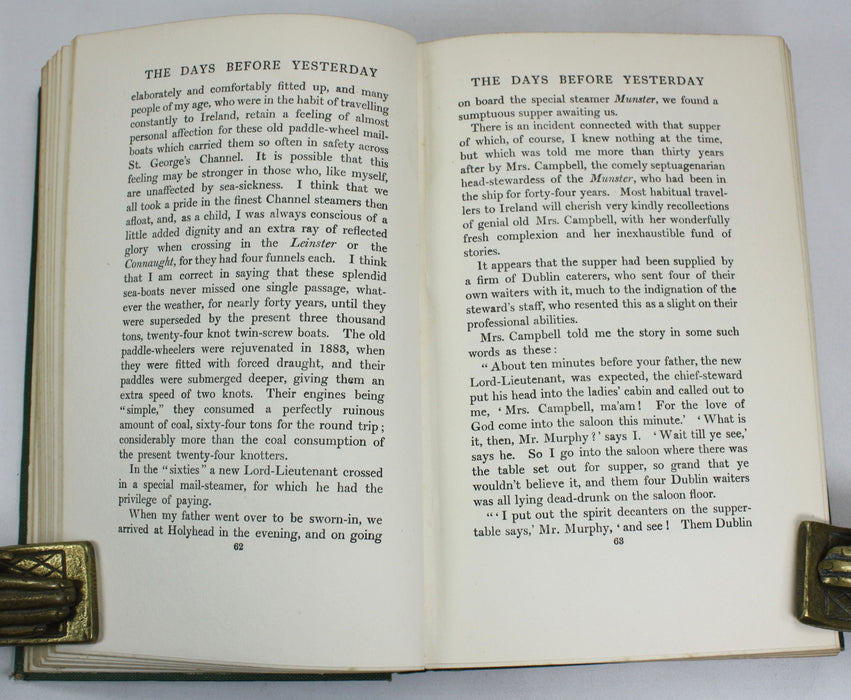 THE DAYS BEFORE YESTERDAY
elaborately and comfortably fitted up, and many
people of my age, who were in the habit of travelling
constantly to Ireland, retain a feeling of almost
personal affection for these old paddle-wheel mail-
boats which carried them so often in safety across
St. George's Channel. It is possible that this
feeling may be stronger in those who, like myself,
are unaffected by sea-sickness. I think that we
all took a pride in the finest Channel steamers then
afloat, and, as a child, I was always conscious of a
little added dignity and an extra ray of reflected
glory when crossing in the Leinster or the
Connaught, for they had four funnels each. I think
that I am correct in saying that these splendid
sea-boats never missed one single passage, what-
ever the weather, for nearly forty years, until they
were superseded by the present three thousand
tons, twenty-four knot twin-screw boats. The old
paddle-wheelers were rejuvenated in 1883, when
they were fitted with forced draught, and their
paddles were submerged deeper, giving them an
extra speed of two knots. Their engines being
"simple," they consumed a perfectly ruinous
amount of coal, sixty-four tons for the round trip;
considerably more than the coal consumption of
the present twenty-four knotters.
In the "sixties" a new Lord-Lieutenant crossed
in a special mail-steamer, for which he had the
privilege of paying.
When my father went over to be sworn-in, we
arrived at Holyhead in the evening, and on going
62
THE DAYS BEFORE YESTERDAY
on board the special steamer Munster, we found a
sumptuous supper awaiting us.
There is an incident connected with that supper
of which, of course, I knew nothing at the time,
but which was told me more than thirty years
after by Mrs. Campbell, the comely septuagenarian
head-stewardess of the Munster, who had been in
the ship for forty-four years. Most habitual travel-
lers to Ireland will cherish very kindly recollections
of genial old Mrs. Campbell, with her wonderfully
fresh complexion and her inexhaustible fund of
stories.
It appears that the supper had been supplied by
a firm of Dublin caterers, who sent four of their
own waiters with it, much to the indignation of the
steward's staff, who resented this as a slight on their
professional abilities.
Mrs. Campbell told me the story in some such
words as these:
"About ten minutes before your father, the new
Lord-Lieutenant, was expected, the chief-steward
put his head into the ladies' cabin and called out to
me, 'Mrs. Campbell, ma'am! For the love of
God come into the saloon this minute.' 'What is
it, then, Mr. Murphy?' says I. 'Wait till ye see,'
says he. So I go into the saloon where there was
the table set out for supper, so grand that ye
wouldn't believe it, and them four Dublin waiters
was all lying dead-drunk on the saloon floor.
"'I put out the spirit decanters on the supper-
table says,' Mr. Murphy, 'and see! Them Dublin
63